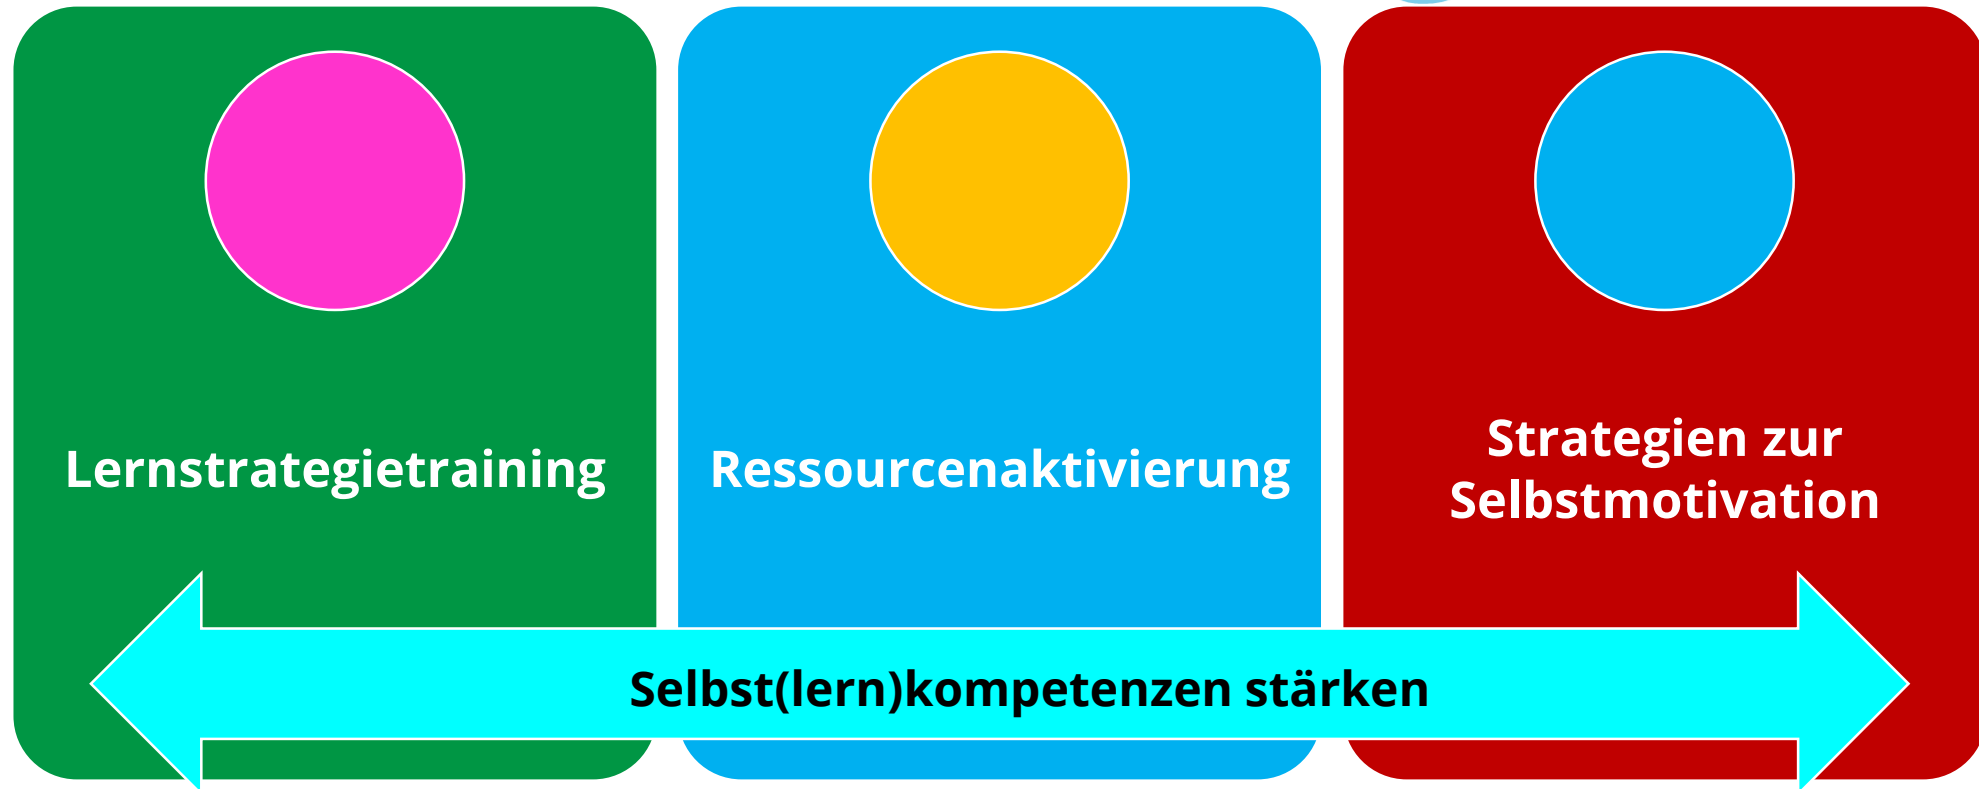 Lernstrategietraining
Ressourcenaktivierung
Strategien zur
Selbstmotivation
Selbst(lern)kompetenzen stärken